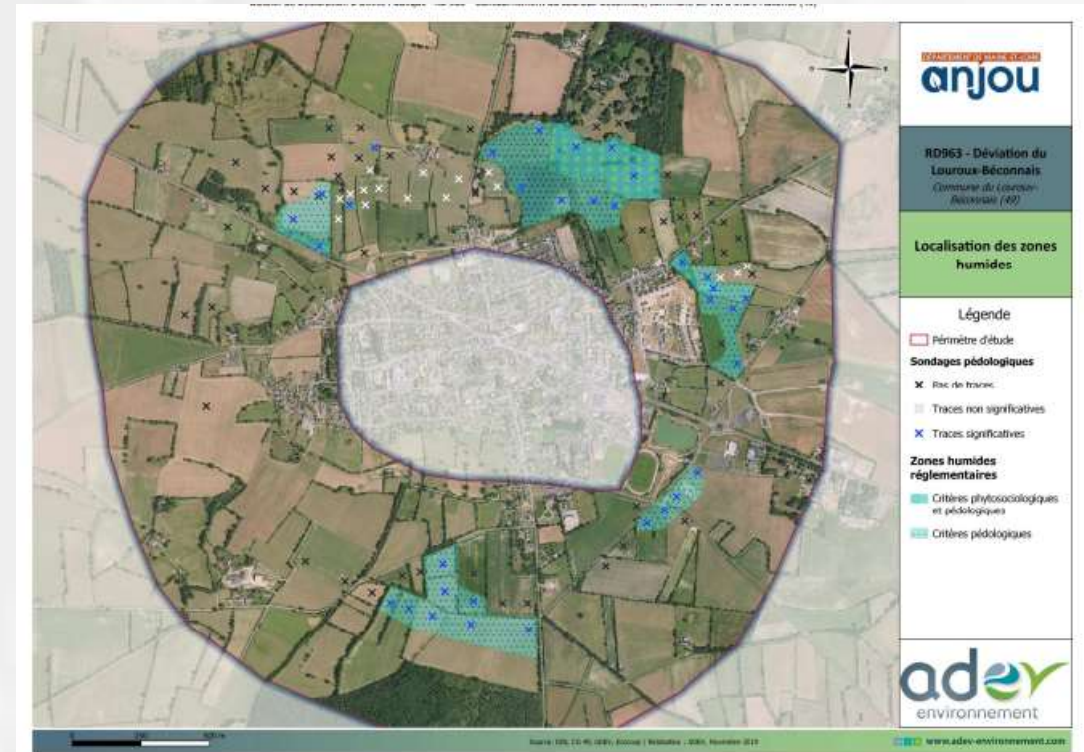 DÉPARTEMENT DE MAINE-ET-LOIRE
anjou
RD963 - Déviation du
Louroux-Béconnais
Commune du Louroux-
Béconnais (49)
Localisation des zones
humides
Légende
Périmètre d'étude
Sondages pédologiques
Pas de traces
Traces non significatives
Traces significatives
Zones humides
réglementaires
Critères phytosociologiques
et pédologiques
Critères pédologiques
adev
environnement
www.adev-environnement.com